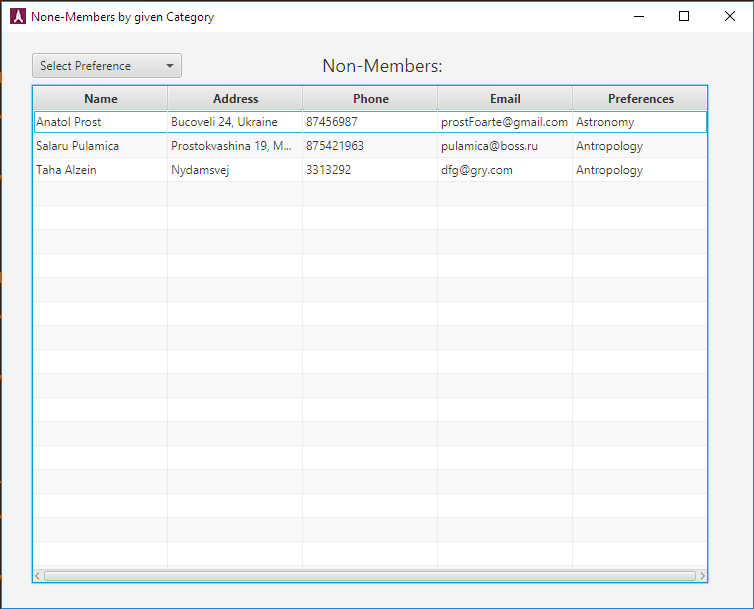 None-Members by given Category
Select Preference
Non-Members:
Name Address Phone Email Preferences
Anatol Prost Bucoveli 24, Ukraine 87456987 prostFoarte@gmail.com Astronomy
Salaru Pulamica Prostokvashina 19, M... 875421963 pulamica@boss.ru Antropology
Taha Alzein Nydamsvej 3313292 dfg@gry.com Antropology